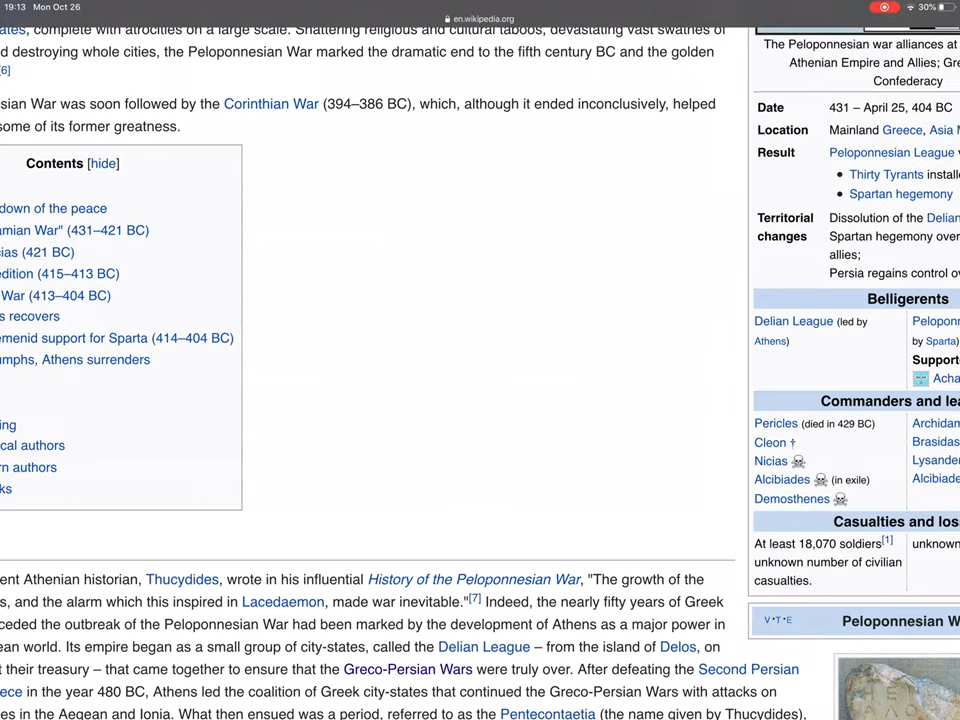 19:13 Mon Oct 26
30%
en.wikipedia.org
ates, complete with atrocities on a large scale. Shattering religious and cultural taboos, devastating vast swathes of
d destroying whole cities, the Peloponnesian War marked the dramatic end to the fifth century BC and the golden
[6]
sian War was soon followed by the Corinthian War (394–386 BC), which, although it ended inconclusively, helped
some of its former greatness.
Contents [hide]
down of the peace
amian War" (431–421 BC)
cias (421 BC)
edition (415–413 BC)
War (413–404 BC)
s recovers
emenid support for Sparta (414–404 BC)
umphs, Athens surrenders
ing
cal authors
rn authors
ks
ent Athenian historian, Thucydides, wrote in his influential History of the Peloponnesian War, "The growth of the
s, and the alarm which this inspired in Lacedaemon, made war inevitable."[7] Indeed, the nearly fifty years of Greek
ceded the outbreak of the Peloponnesian War had been marked by the development of Athens as a major power in
ean world. Its empire began as a small group of city-states, called the Delian League – from the island of Delos, on
t their treasury – that came together to ensure that the Greco-Persian Wars were truly over. After defeating the Second Persian
ece in the year 480 BC, Athens led the coalition of Greek city-states that continued the Greco-Persian Wars with attacks on
es in the Aegean and Ionia. What then ensued was a period, referred to as the Pentecontaetia (the name given by Thucydides),
The Peloponnesian war alliances at
Athenian Empire and Allies; Gre
Confederacy
Date 431 – April 25, 404 BC
Location Mainland Greece, Asia M
Result Peloponnesian League v
• Thirty Tyrants install
• Spartan hegemony
Territorial changes Dissolution of the Delian
Spartan hegemony over
allies;
Persia regains control ov
Belligerents
Delian League (led by Athens)
Peloponn
by Sparta)
Support
Acha
Commanders and lea
Pericles (died in 429 BC)
Cleon †
Nicias ☠
Alcibiades ☠ (in exile)
Demosthenes ☠
Archidam
Brasidas
Lysander
Alcibiade
Casualties and los
At least 18,070 soldiers[1]
unknown number of civilian
casualties.
unknown
V·T·E Peloponnesian W